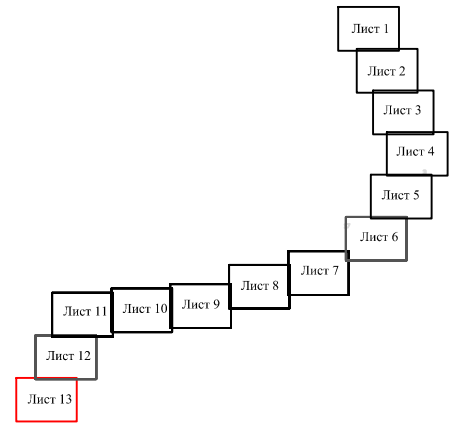 Лист 1
Лист 2
Лист 3
Лист 4
Лист 5
Лист 6
Лист 7
Лист 8
Лист 9
Лист 10
Лист 11
Лист 12
Лист 13